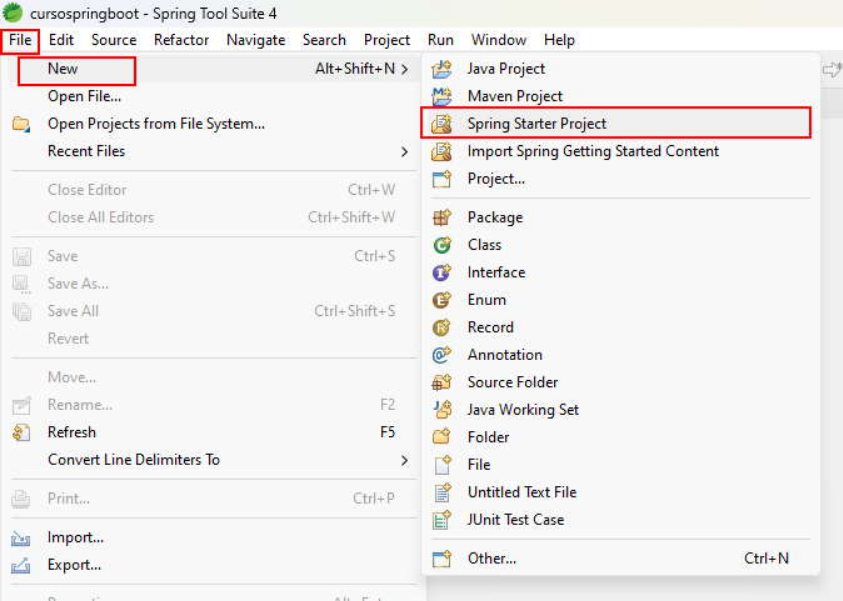 cursospringboot - Spring Tool Suite 4
File Edit Source Refactor Navigate Search Project Run Window Help
New Alt+Shift+N >
Open File...
Open Projects from File System...
Recent Files >
Close Editor Ctrl+W
Close All Editors Ctrl+Shift+W
Save Ctrl+S
Save As...
Save All Ctrl+Shift+S
Revert
Move...
Rename... F2
Refresh F5
Convert Line Delimiters To >
Print... Ctrl+P
Import...
Export...
Java Project
Maven Project
Spring Starter Project
Import Spring Getting Started Content
Project...
Package
Class
Interface
Enum
Record
Annotation
Source Folder
Java Working Set
Folder
File
Untitled Text File
JUnit Test Case
Other... Ctrl+N